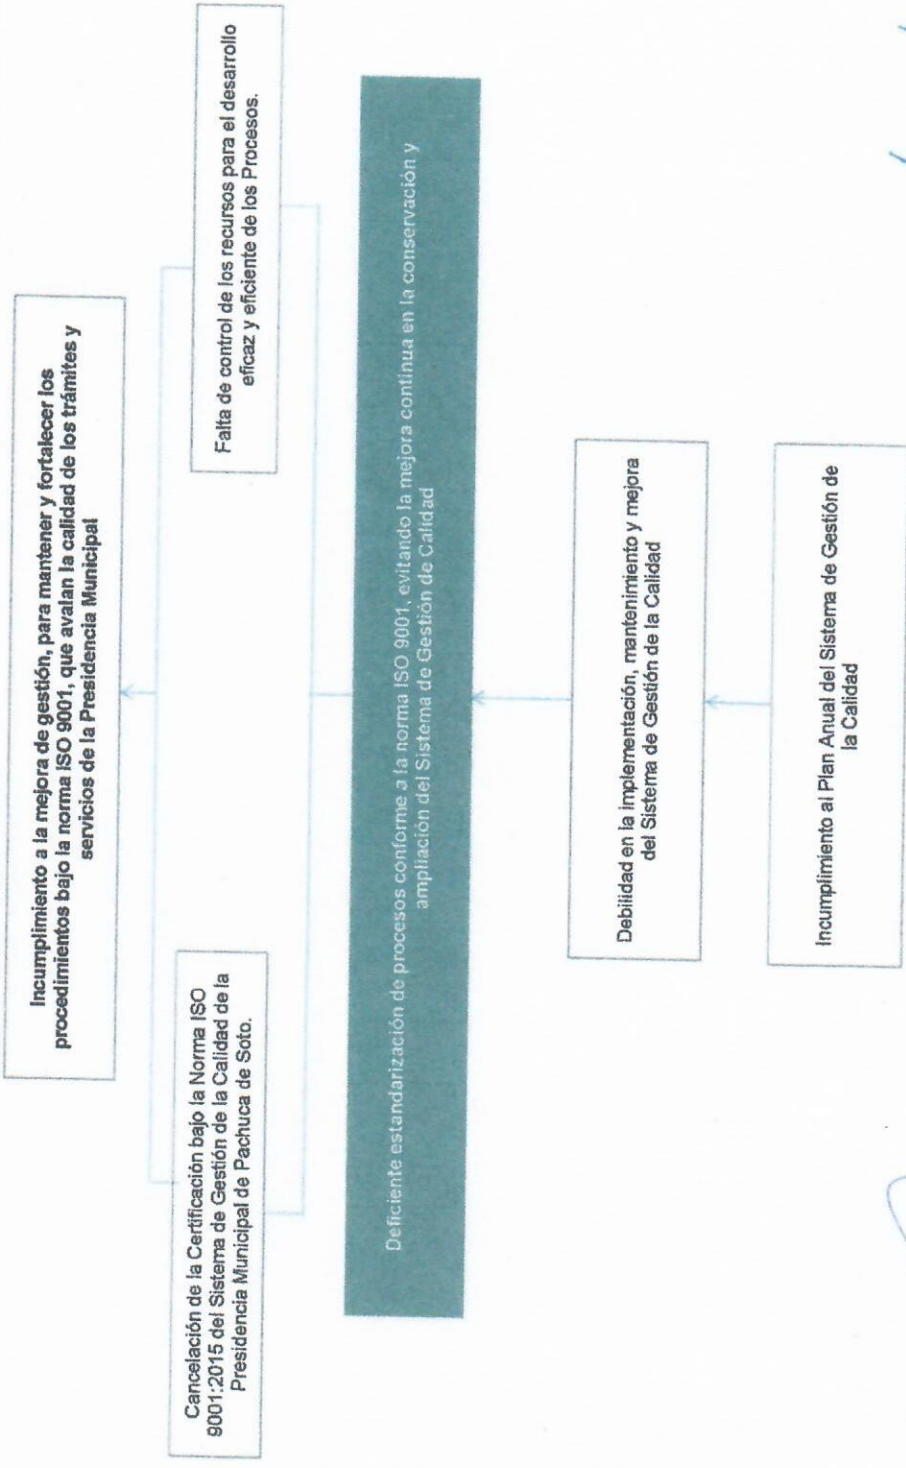 Incumplimiento a la mejora de gestión, para mantener y fortalecer los
procedimientos bajo la norma ISO 9001, que avalan la calidad de los trámites y
servicios de la Presidencia Municipal
Cancelación de la Certificación bajo la Norma ISO
9001:2015 del Sistema de Gestión de la Calidad de la
Presidencia Municipal de Pachuca de Soto.
Falta de control de los recursos para el desarrollo
eficaz y eficiente de los Procesos.
Deficiente estandarización de procesos conforme a la norma ISO 9001, evitando la mejora continua en la conservación y
ampliación del Sistema de Gestión de Calidad
Debilidad en la implementación, mantenimiento y mejora
del Sistema de Gestión de la Calidad
Incumplimiento al Plan Anual del Sistema de Gestión de
la Calidad